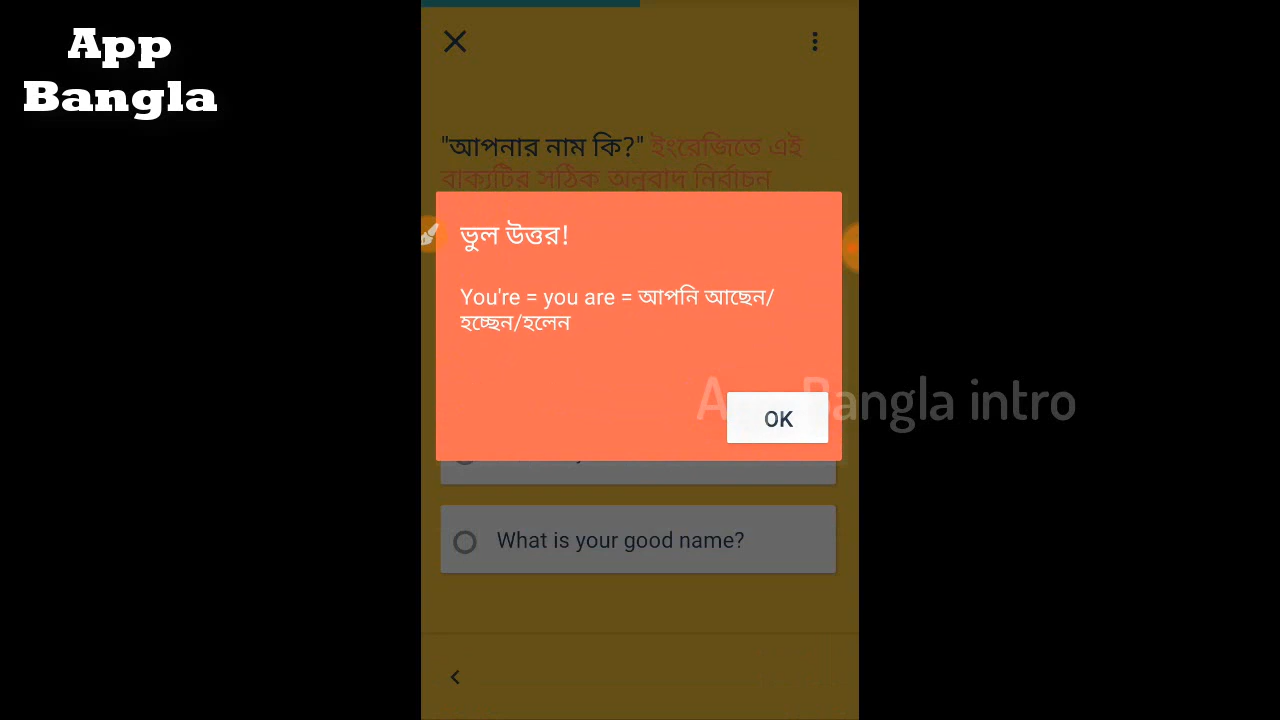 App
Bangla
"আপনার নাম কি?" ইংরেজিতে এই
বাক্যটির সঠিক অনুবাদ নির্বাচন
ভুল উত্তর!
You're = you are = আপনি আছেন/
হচ্ছেন/হলেন
App Bangla intro
OK
What is your good name?